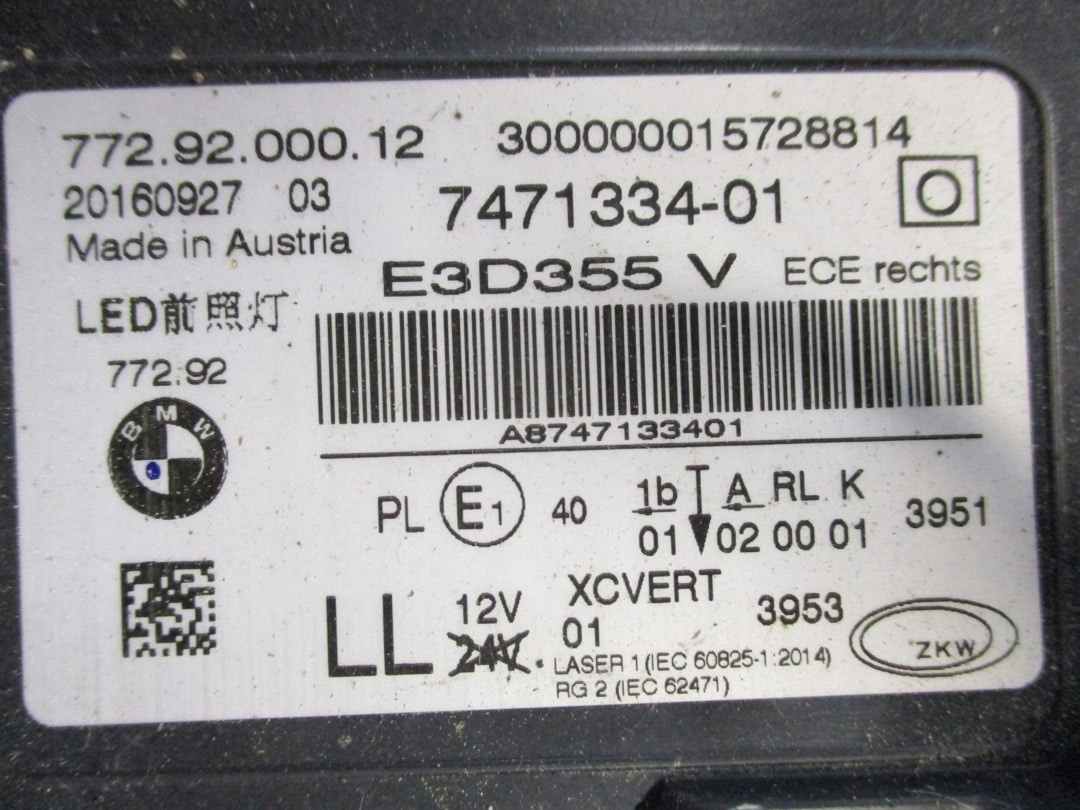 772.92.000.12 300000015728814
20160927 03 7471334-01
O
Made in Austria
E3D355 V ECE rechts
LED前照灯
772.92
BMW
A8747133401
PL E1 40 1b A RL K 3951
01 02 00 01
LL 12V XCVERT 3953
24V 01
LASER 1 (IEC 60825-1:2014)
RG 2 (IEC 62471)
ZKW